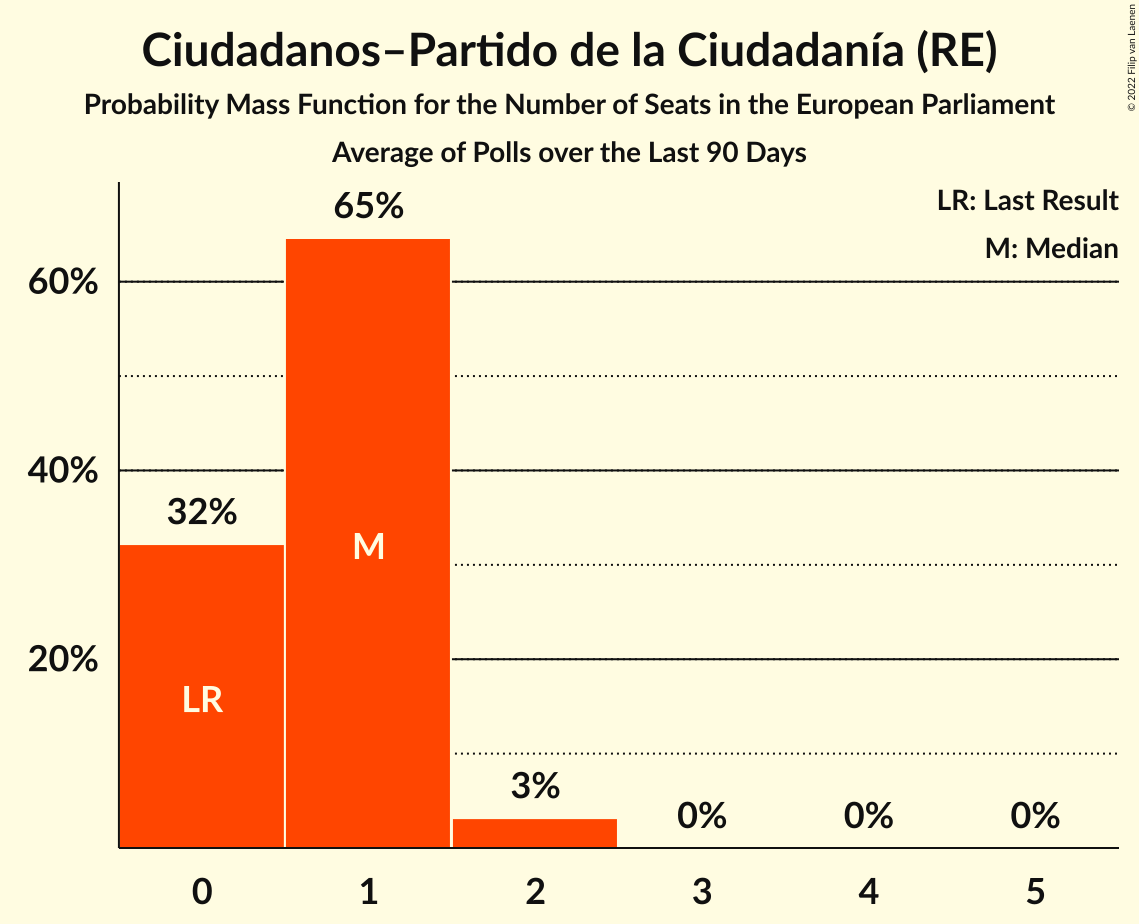 Ciudadanos–Partido de la Ciudadanía (RE)
Probability Mass Function for the Number of Seats in the European Parliament
Average of Polls over the Last 90 Days
© 2022 Filip van Laenen
LR: Last Result
M: Median
65%
60%
40%
32%
M
20%
LR
3%
0%
0%
0%
0
1
2
3
4
5